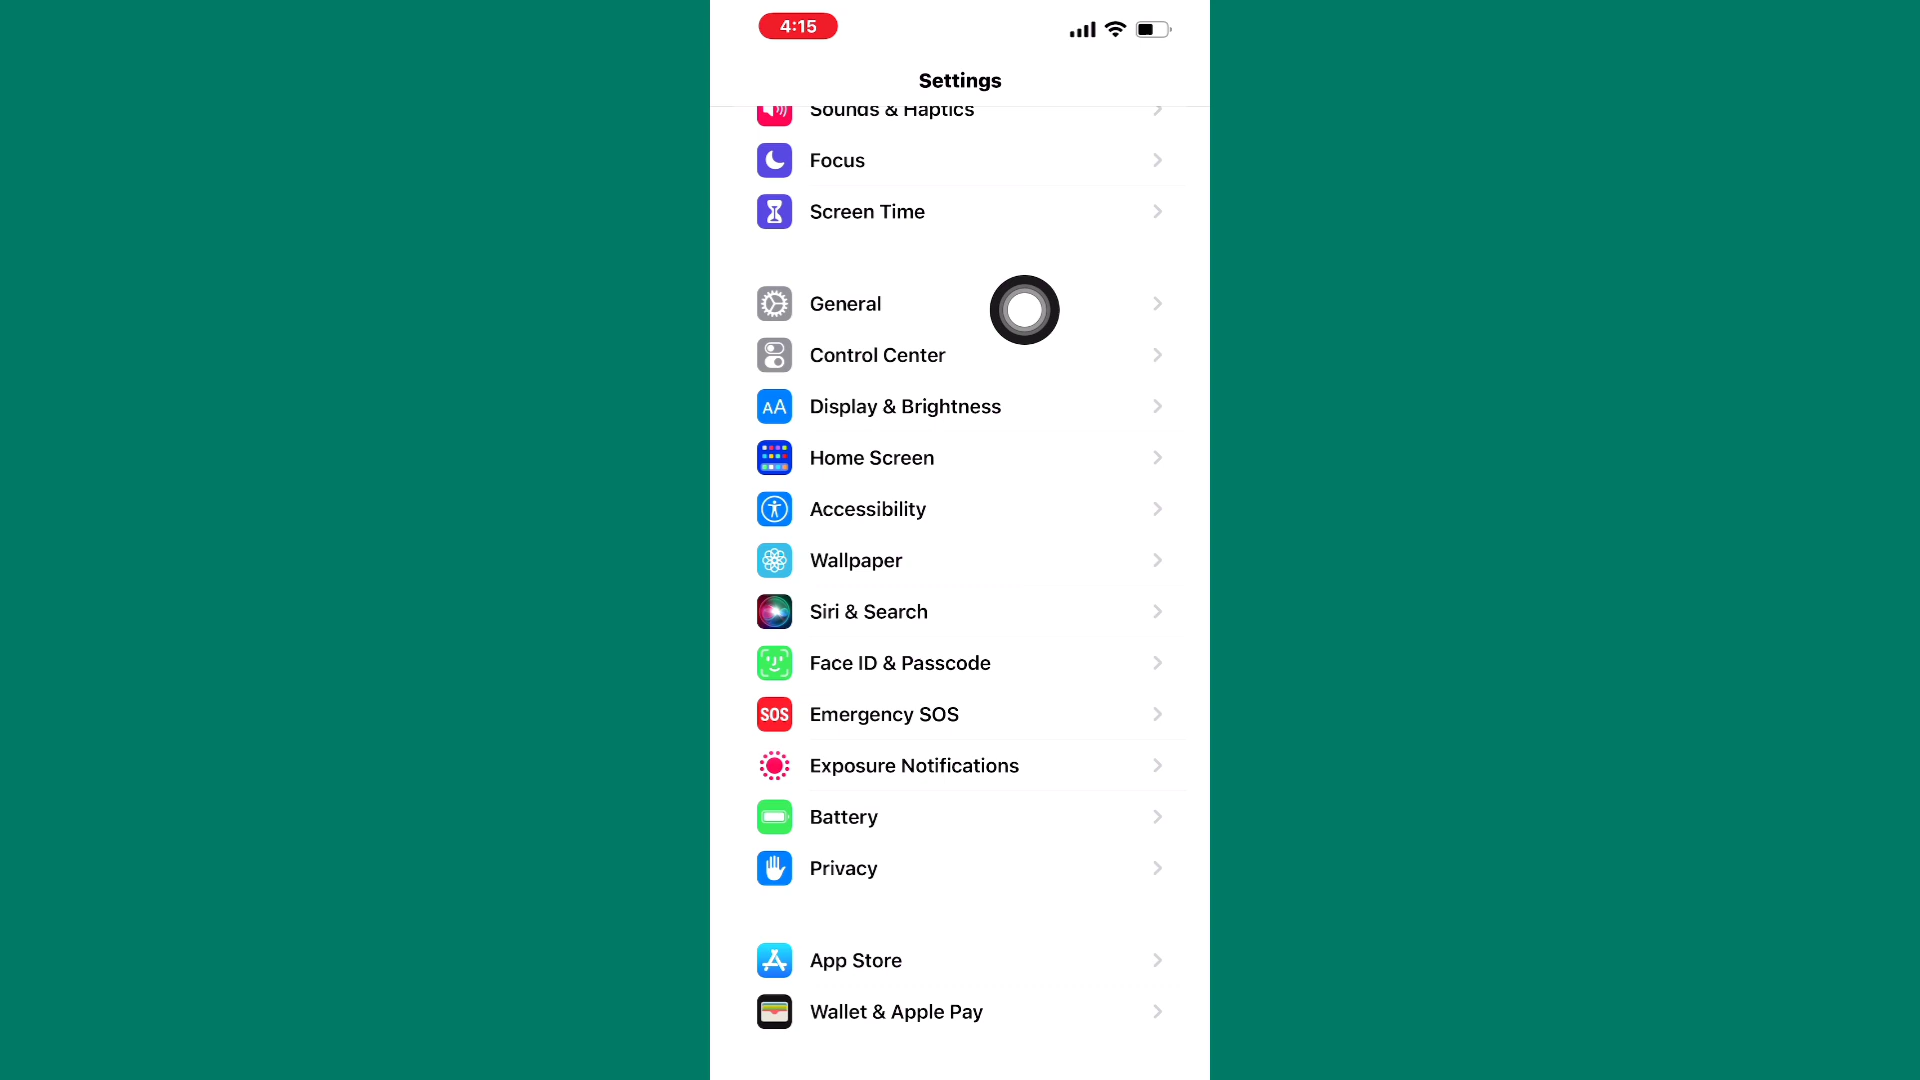 4:15
Settings
Sounds & Haptics
Focus
Screen Time
General
Control Center
AA Display & Brightness
Home Screen
Accessibility
Wallpaper
Siri & Search
Face ID & Passcode
SOS Emergency SOS
Exposure Notifications
Battery
Privacy
App Store
Wallet & Apple Pay